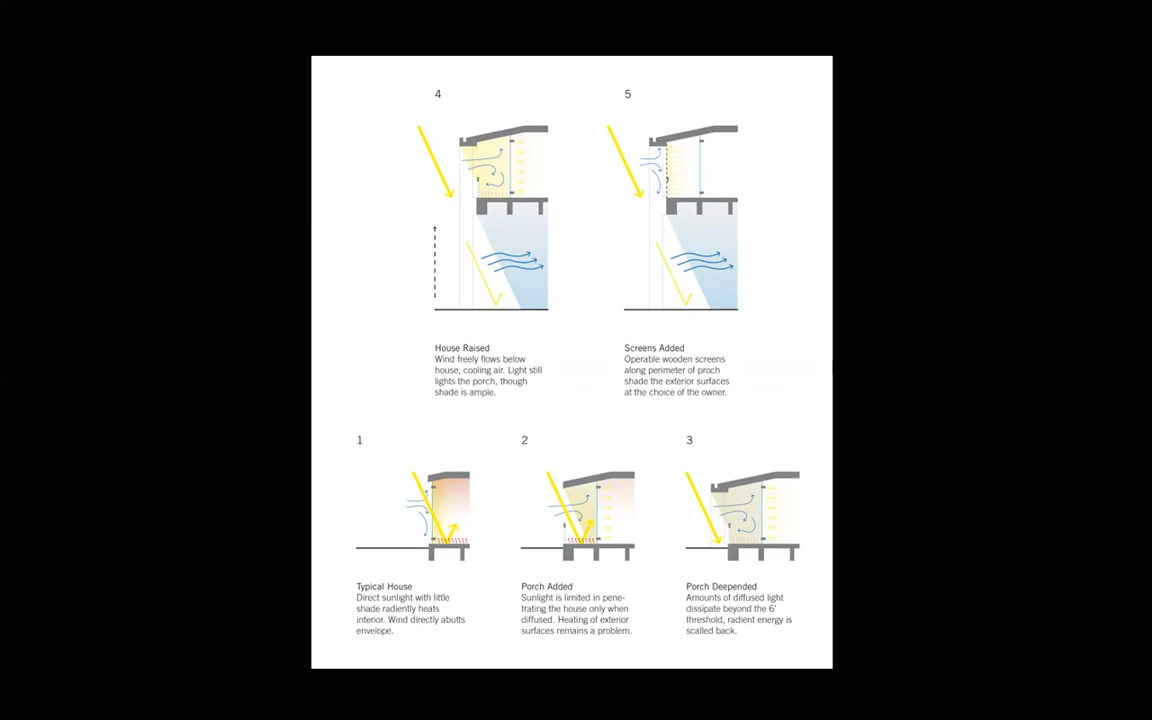 4
House Raised
Wind freely flows below
house, cooling air. Light still
lights the porch, though
shade is ample.
5
Screens Added
Operable wooden screens
along perimeter of proch
shade the exterior surfaces
at the choice of the owner.
1
Typical House
Direct sunlight with little
shade radiently heats
interior. Wind directly abutts
envelope.
2
Porch Added
Sunlight is limited in pene-
trating the house only when
diffused. Heating of exterior
surfaces remains a problem.
3
Porch Deepended
Amounts of diffused light
dissipate beyond the 6'
threshold, radient energy is
scalled back.